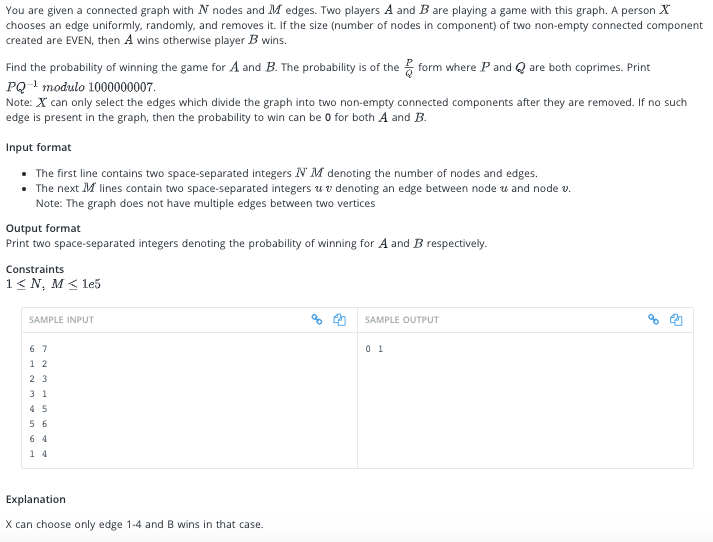 You are given a connected graph with N nodes and M edges. Two players A and B are playing a game with this graph. A person X
chooses an edge uniformly, randomly, and removes it. If the size (number of nodes in component) of two non-empty connected component
created are EVEN, then A wins otherwise player B wins.
Find the probability of winning the game for A and B. The probability is of the P/Q form where P and Q are both coprimes. Print
PQ⁻¹ modulo 1000000007.
Note: X can only select the edges which divide the graph into two non-empty connected components after they are removed. If no such
edge is present in the graph, then the probability to win can be 0 for both A and B.
Input format
• The first line contains two space-separated integers N M denoting the number of nodes and edges.
• The next M lines contain two space-separated integers u v denoting an edge between node u and node v.
Note: The graph does not have multiple edges between two vertices
Output format
Print two space-separated integers denoting the probability of winning for A and B respectively.
Constraints
1 ≤ N, M ≤ 1e5
SAMPLE INPUT
6 7
1 2
2 3
3 1
4 5
5 6
6 4
1 4
SAMPLE OUTPUT
0 1
Explanation
X can choose only edge 1-4 and B wins in that case.